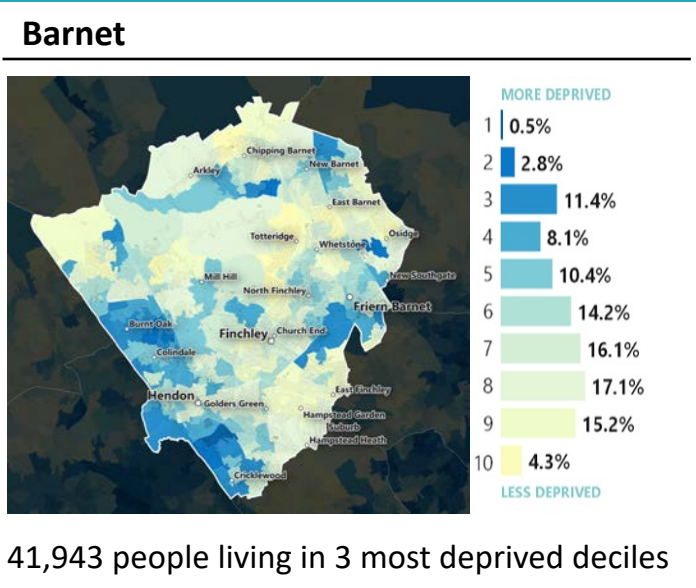 Barnet
MORE DEPRIVED
1 0.5%
2 2.8%
3 11.4%
4 8.1%
5 10.4%
6 14.2%
7 16.1%
8 17.1%
9 15.2%
10 4.3%
LESS DEPRIVED
Chipping Barnet
New Barnet
Arkley
East Barnet
Totteridge
Osidge
Whetstone
Mill Hill
New Southgate
North Finchley
Friern Barnet
Burnt Oak
Finchley
Church End
Colindale
East Finchley
Hendon
Golders Green
Hampstead Garden
Suburb
Hampstead Heath
Cricklewood
41,943 people living in 3 most deprived deciles